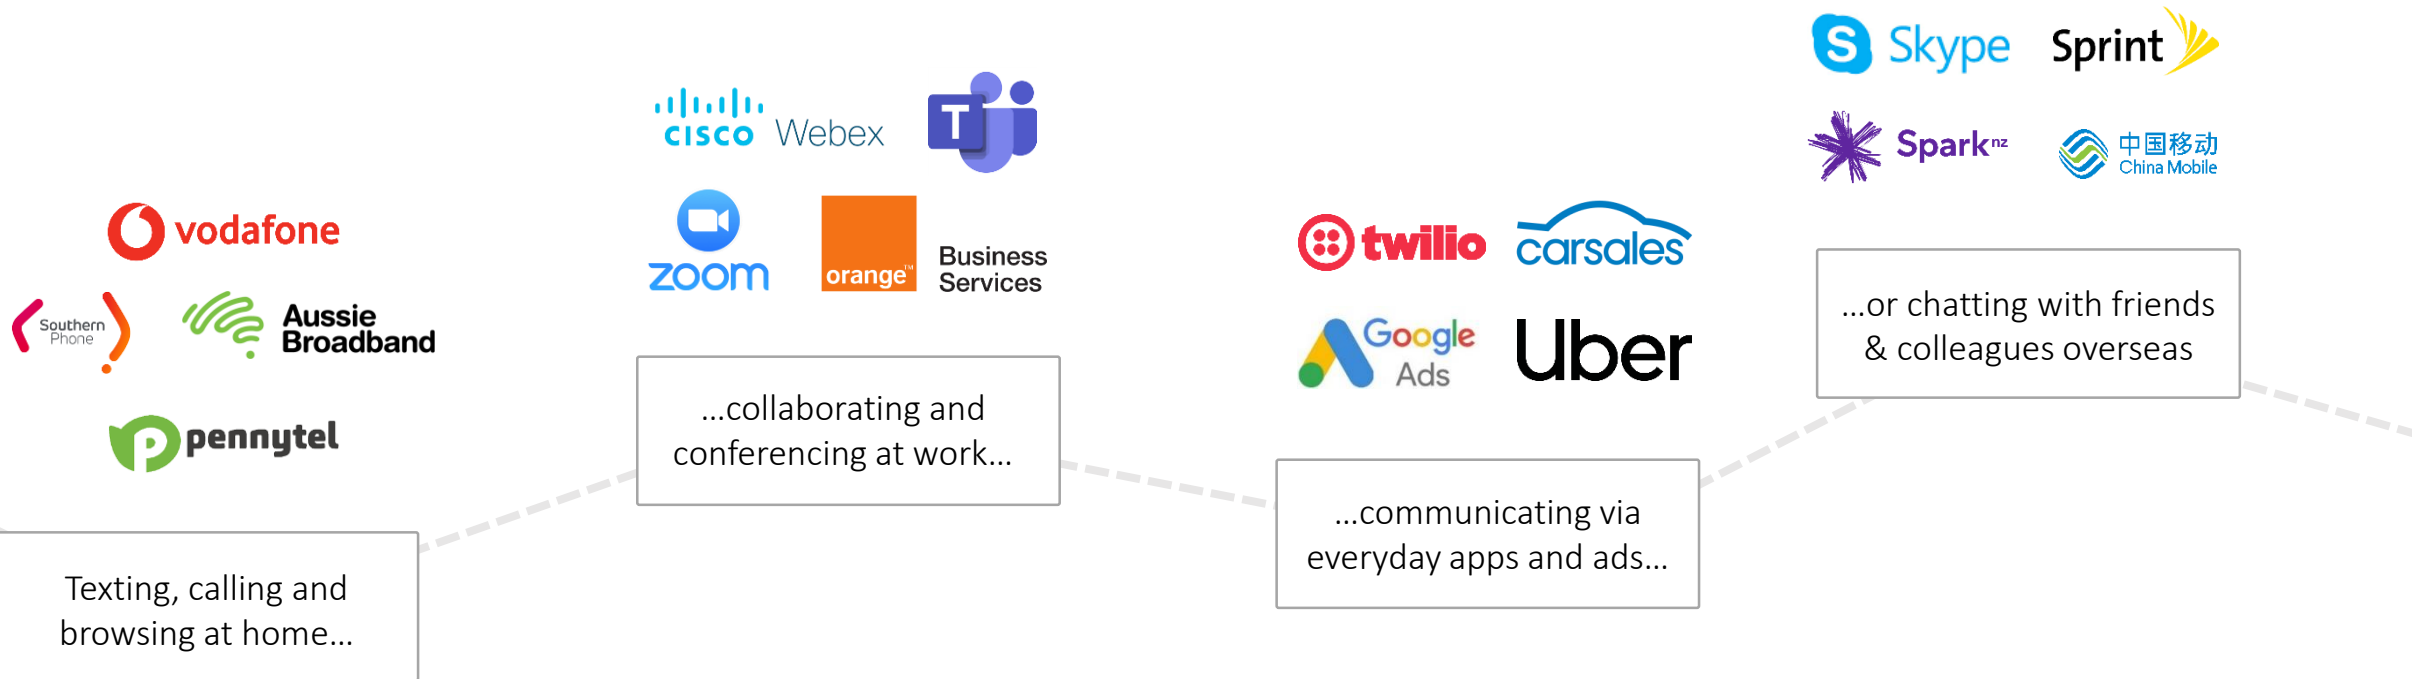 vodafone
Southern
Phone
Aussie
Broadband
pennytel
Texting, calling and
browsing at home...
CISCO Webex
T
zoom
orange™
Business
Services
...collaborating and
conferencing at work...
twilio
carsales
Google
Ads
Uber
...communicating via
everyday apps and ads...
S Skype
Sprint
Spark nz
中国移动
China Mobile
...or chatting with friends
& colleagues overseas